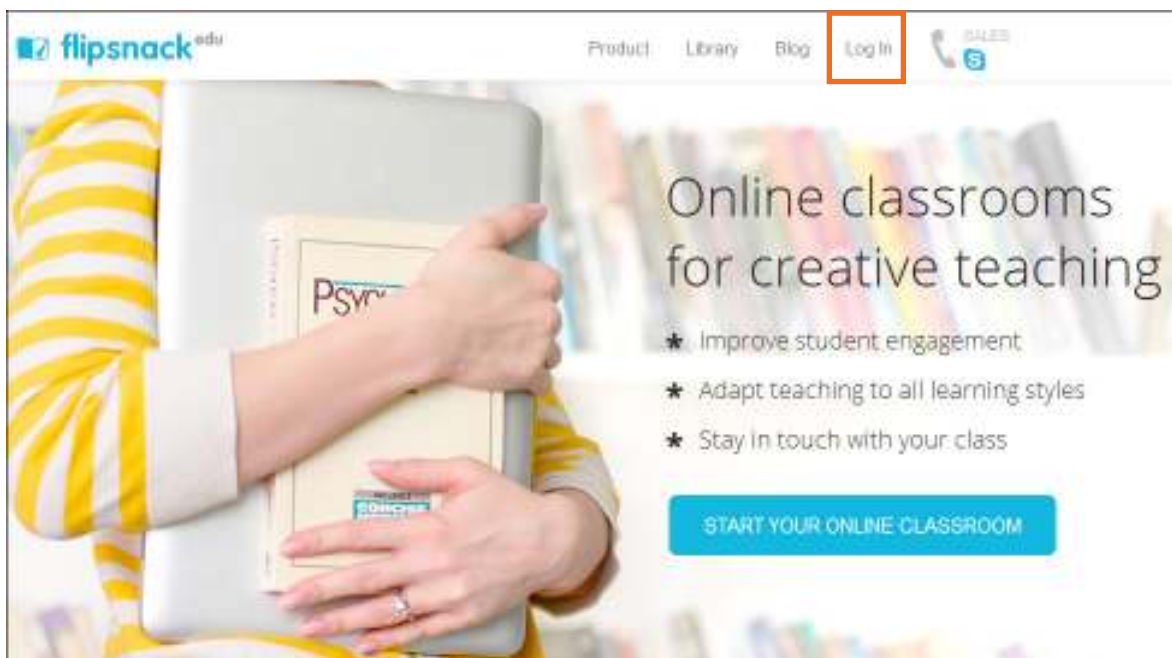 flipsnack edu
Product Library Blog Log In SALES
Online classrooms
for creative teaching
* Improve student engagement
* Adapt teaching to all learning styles
* Stay in touch with your class
START YOUR ONLINE CLASSROOM
CONCISE